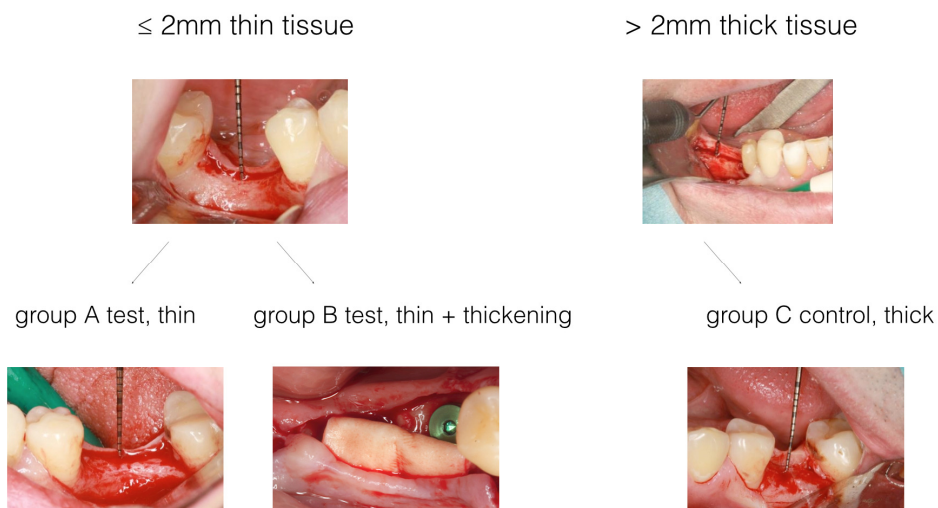 ≤ 2mm thin tissue
> 2mm thick tissue
group A test, thin
group B test, thin + thickening
group C control, thick